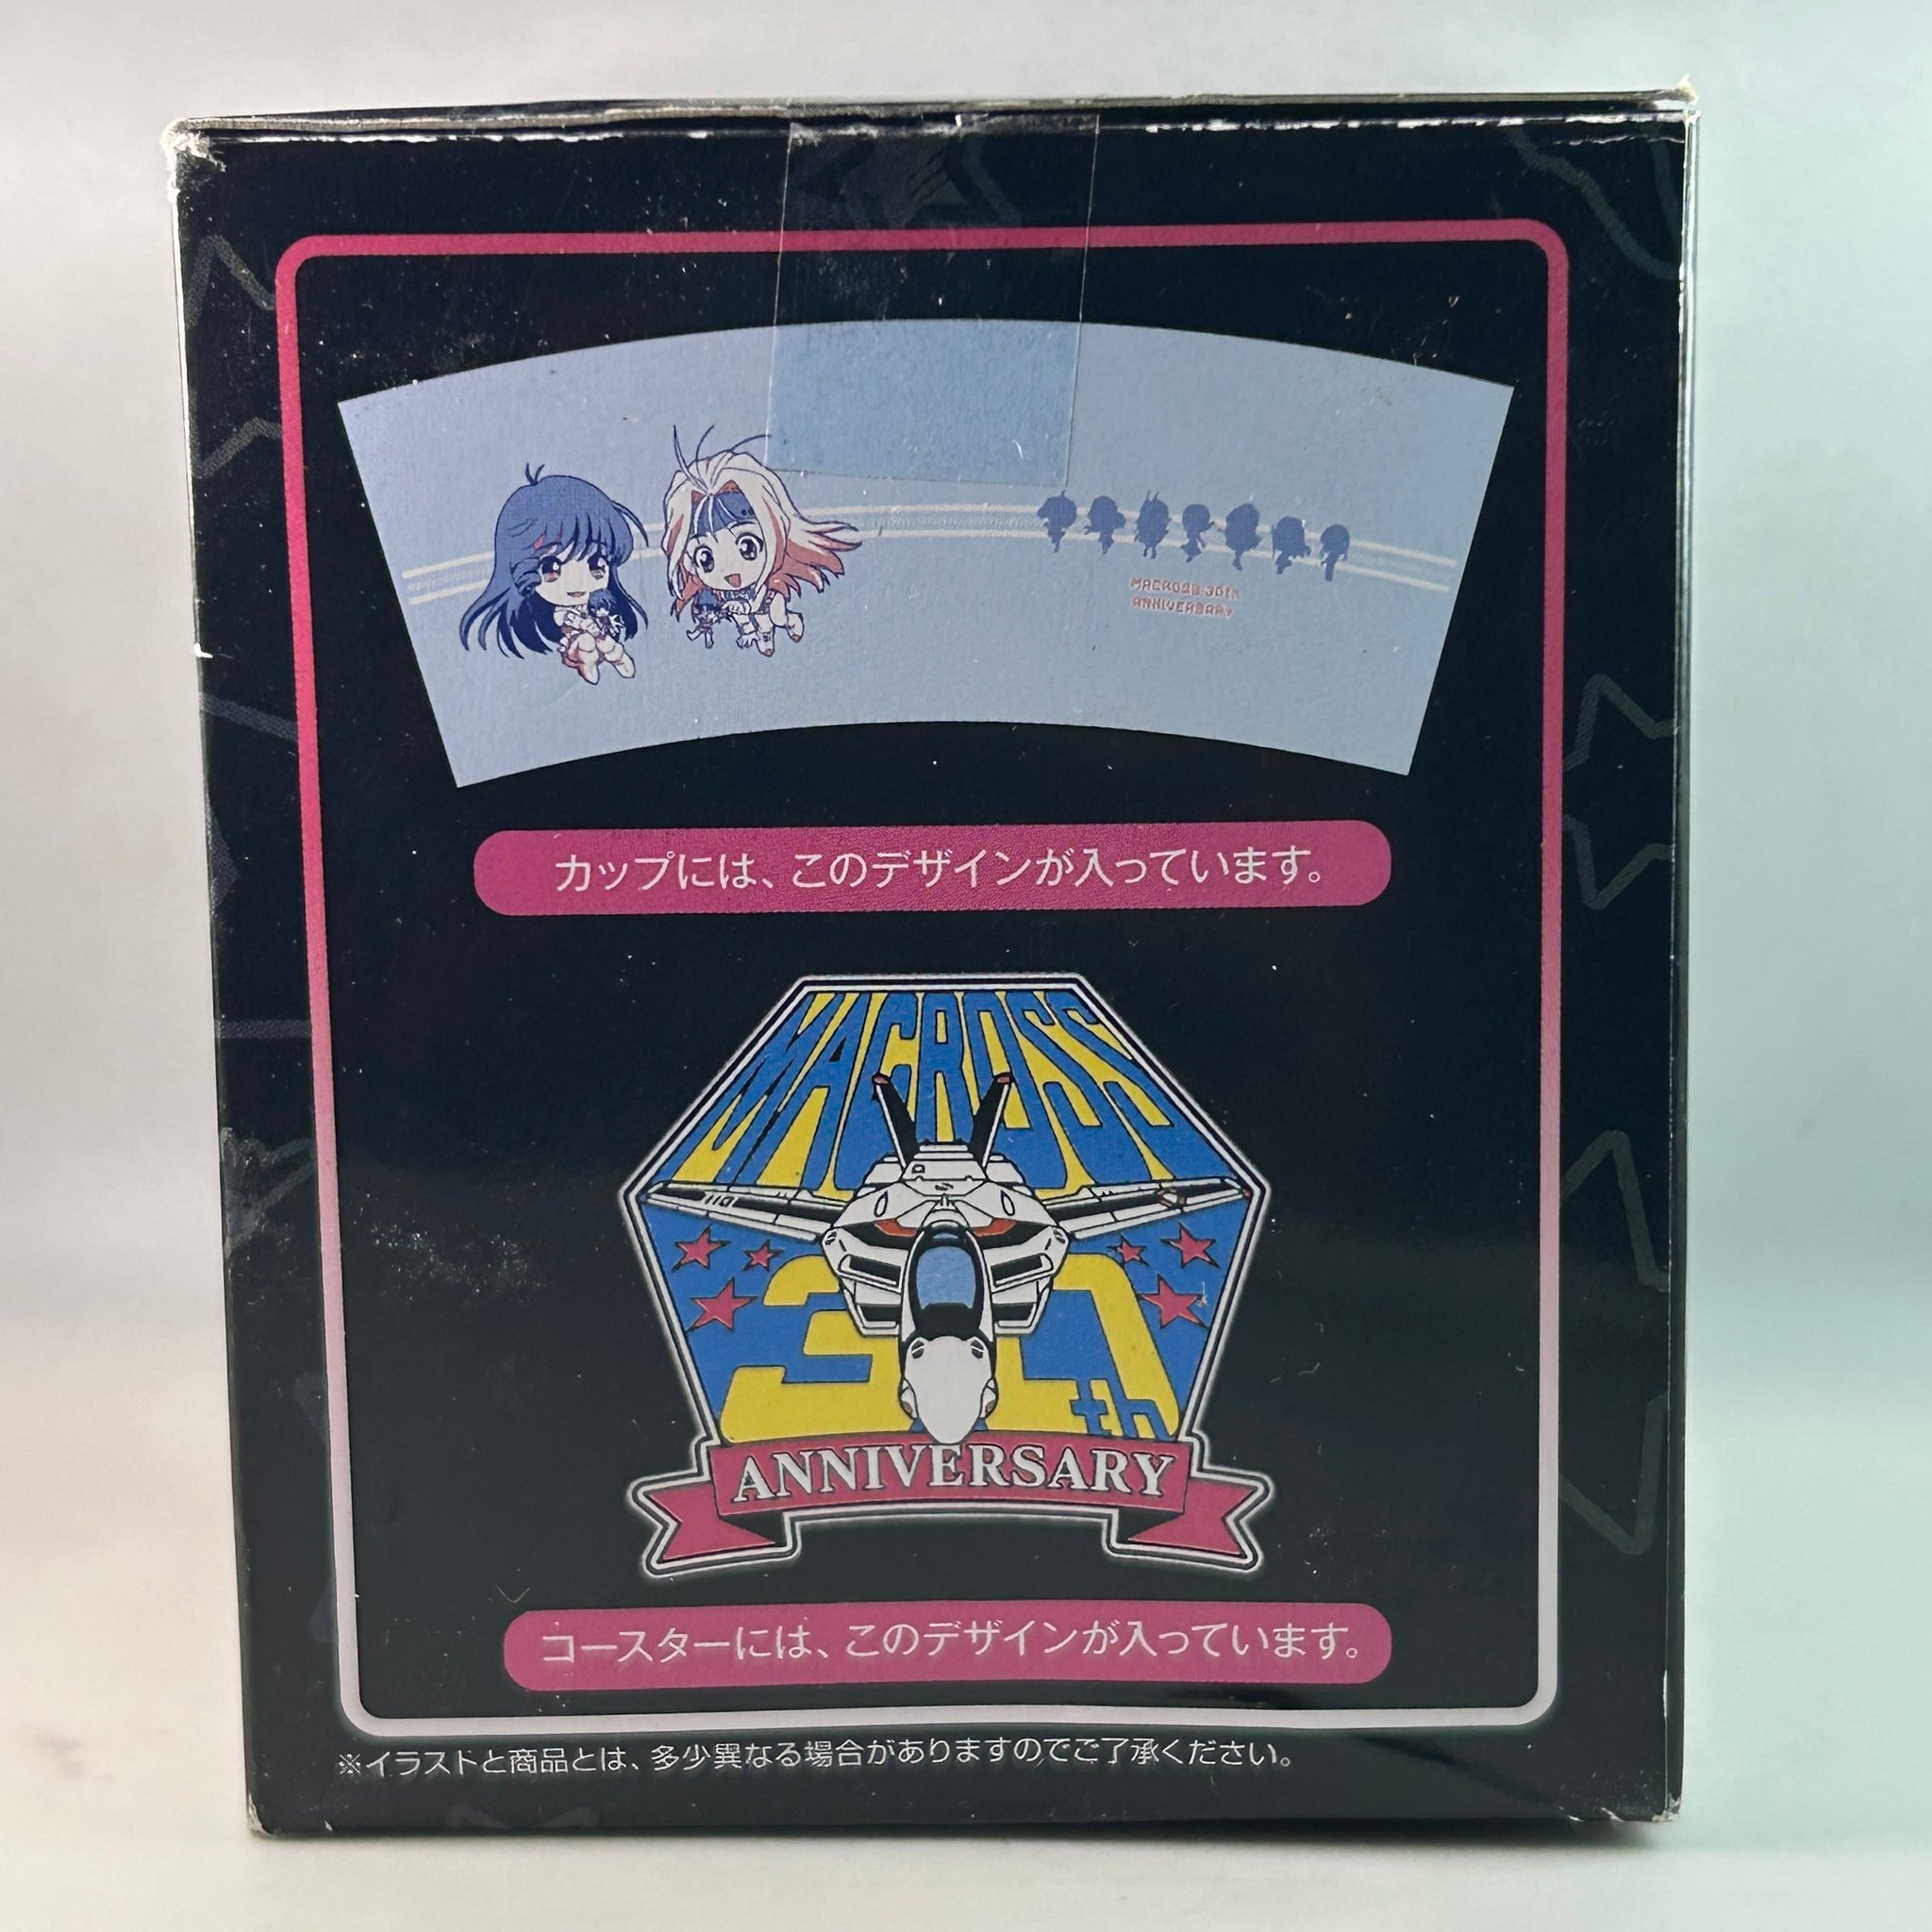 MACROSS 30th
ANNIVERSARY
カップには、このデザインが入っています。
MACROSS
30th
ANNIVERSARY
コースターには、このデザインが入っています。
※イラストと商品とは、多少異なる場合がありますのでご了承ください。